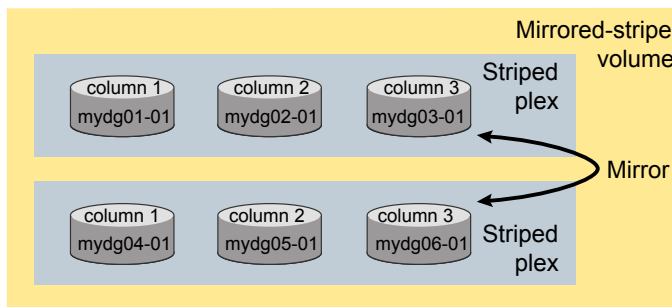 Mirrored-stripe
volume
column 1
column 2
column 3
Striped
plex
mydg01-01
mydg02-01
mydg03-01
Mirror
column 1
column 2
column 3
mydg04-01
mydg05-01
mydg06-01
Striped
plex